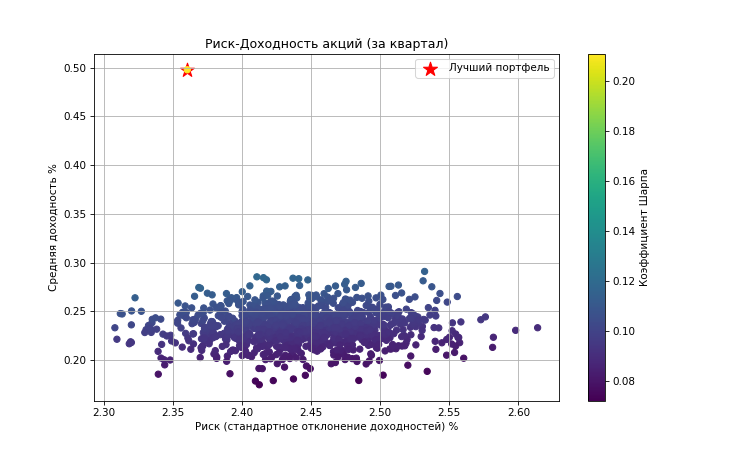 Риск-Доходность акций (за квартал)
Лучший портфель
0.50
0.45
0.40
0.35
0.30
0.25
0.20
Средняя доходность %
2.30 2.35 2.40 2.45 2.50 2.55 2.60
Риск (стандартное отклонение доходностей) %
0.20
0.18
0.16
0.14
0.12
0.10
0.08
Коэффициент Шарпа